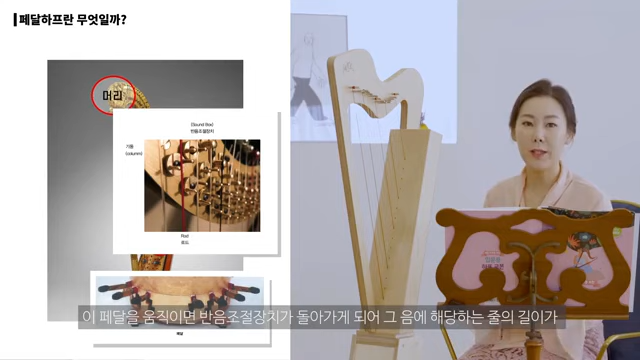 페달하프란 무엇일까?
머리
(Sound Box)
반음조절장치
기둥
(column)
Rod
로드
페달
이 페달을 움직이면 반음조절장치가 돌아가게 되어 그 음에 해당하는 줄의 길이가